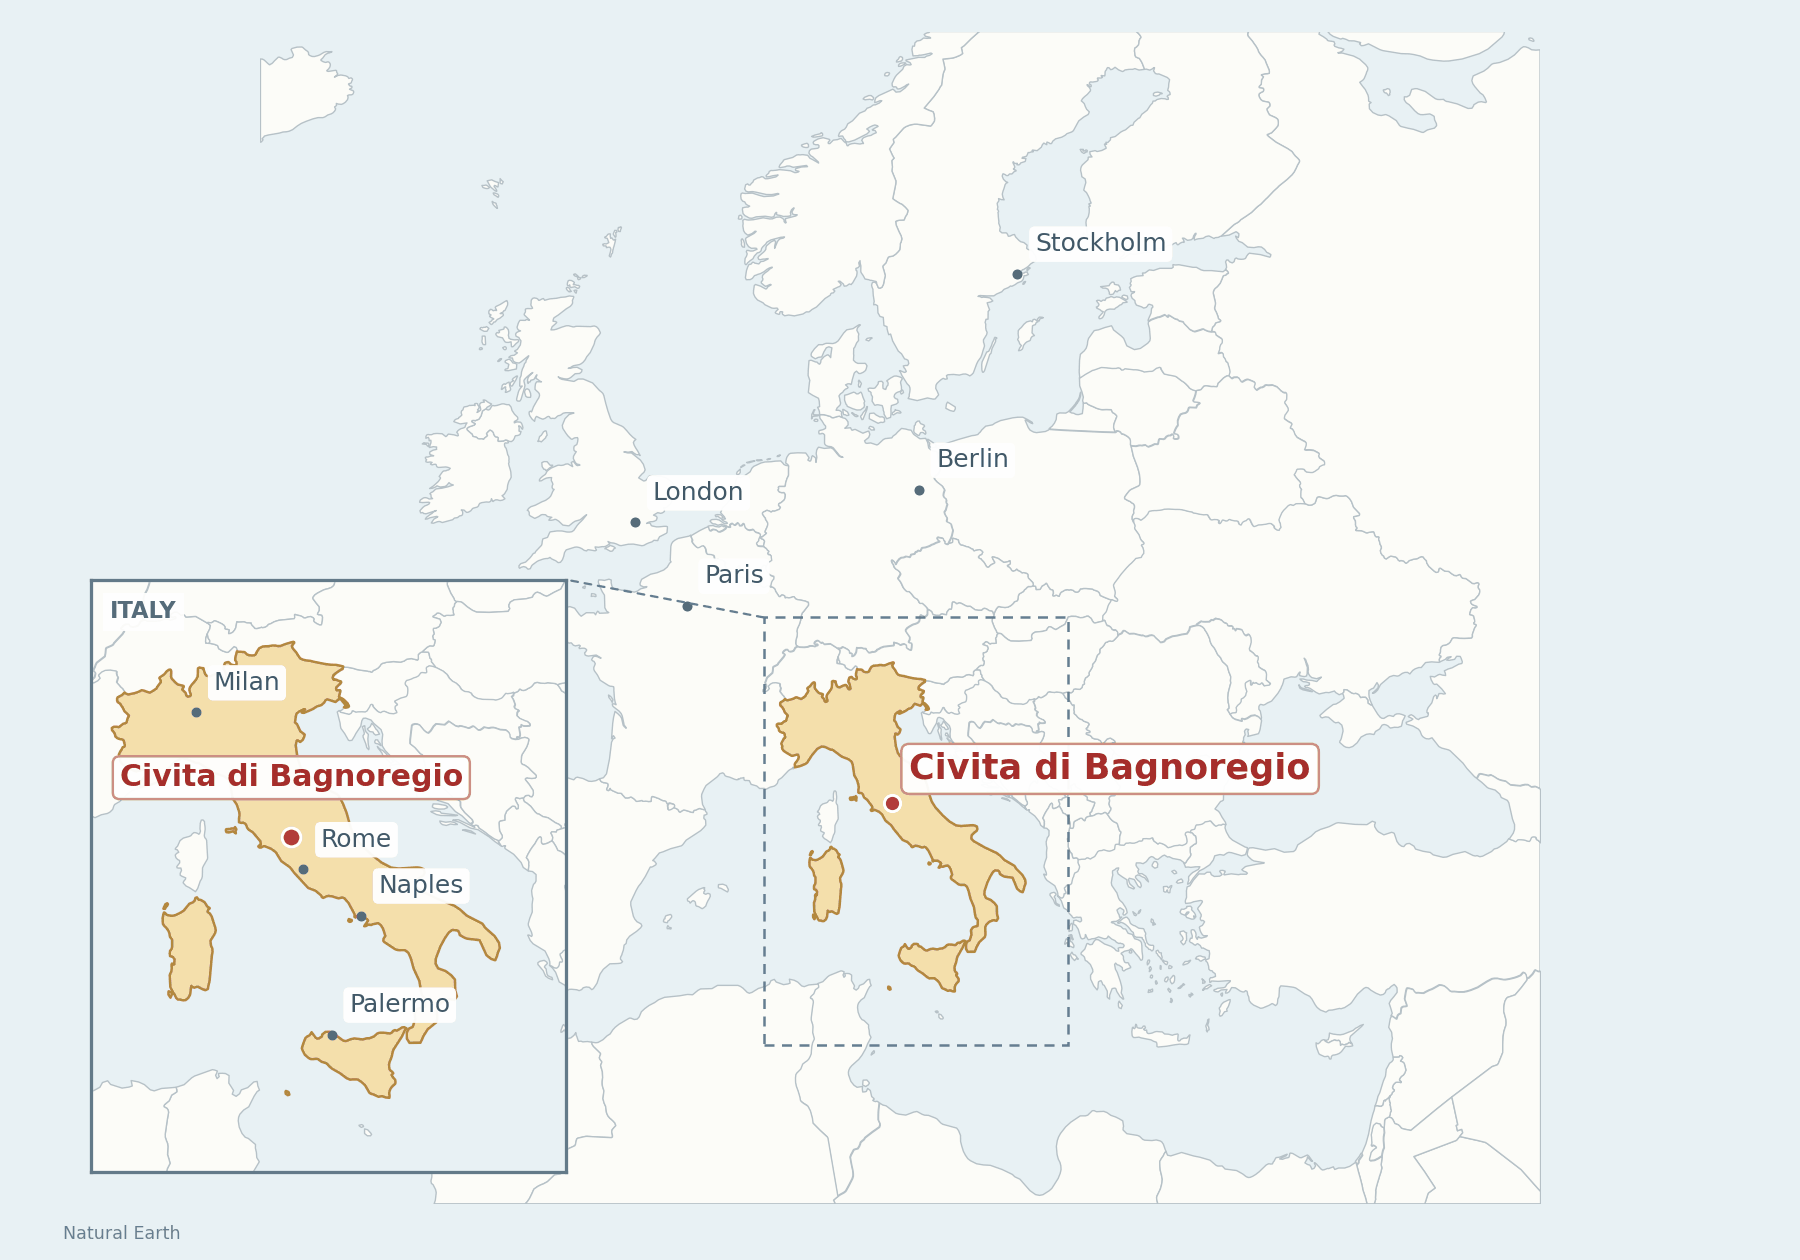 Stockholm
Berlin
London
Paris
ITALY
Milan
Civita di Bagnoregio
Civita di Bagnoregio
Rome
Naples
Palermo
Natural Earth